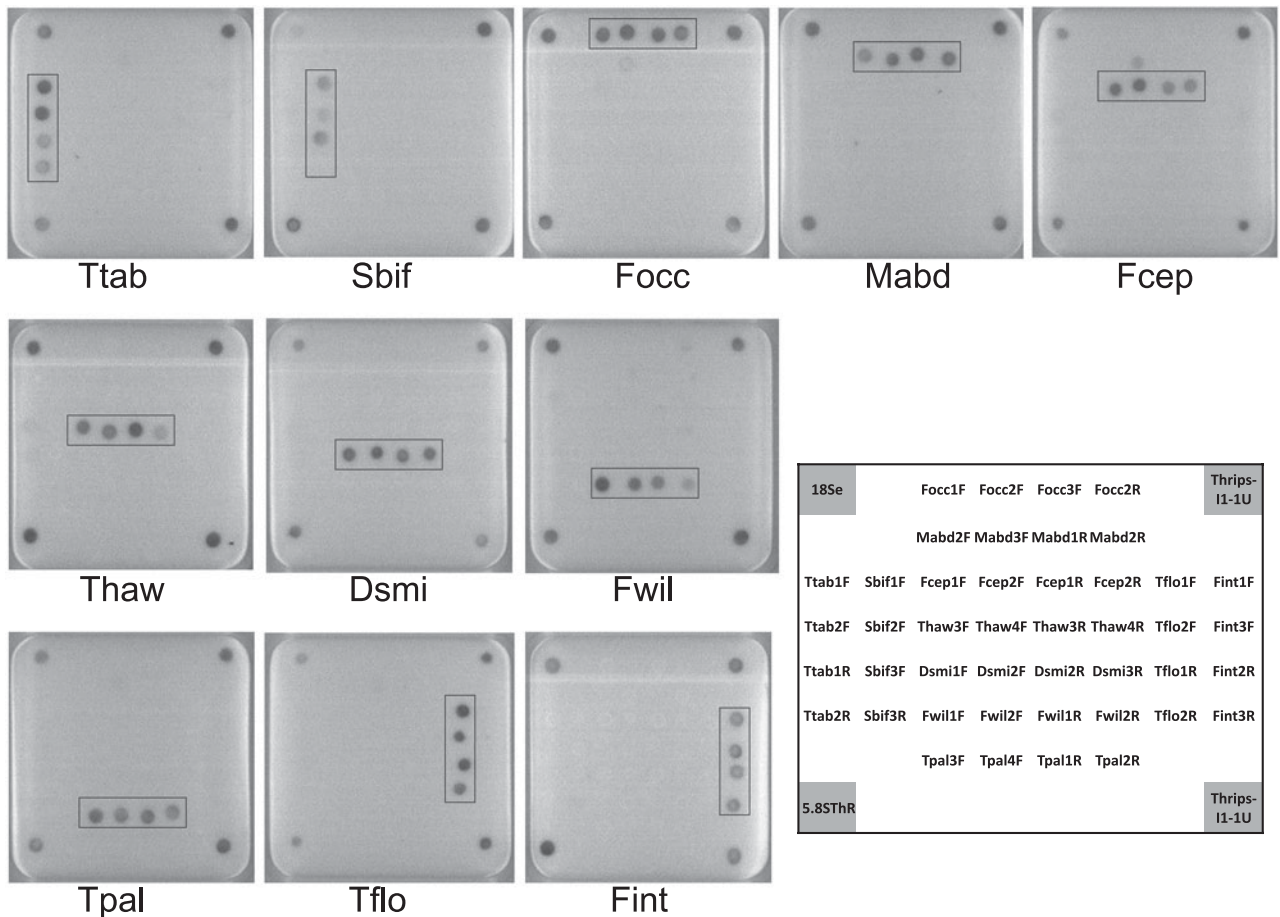 Ttab Sbif Focc Mabd Fcep
Thaw Dsmi Fwil
18Se Focc1F Focc2F Focc3F Focc2R Thrips-
I1-1U
Mabd2F Mabd3F Mabd1R Mabd2R
Ttab1F Sbif1F Fcep1F Fcep2F Fcep1R Fcep2R Tflo1F Fint1F
Ttab2F Sbif2F Thaw3F Thaw4F Thaw3R Thaw4R Tflo2F Fint3F
Ttab1R Sbif3F Dsmi1F Dsmi2F Dsmi2R Dsmi3R Tflo1R Fint2R
Ttab2R Sbif3R Fwil1F Fwil2F Fwil1R Fwil2R Tflo2R Fint3R
Tpal3F Tpal4F Tpal1R Tpal2R
5.8SThR Thrips-
I1-1U
Tpal Tflo Fint